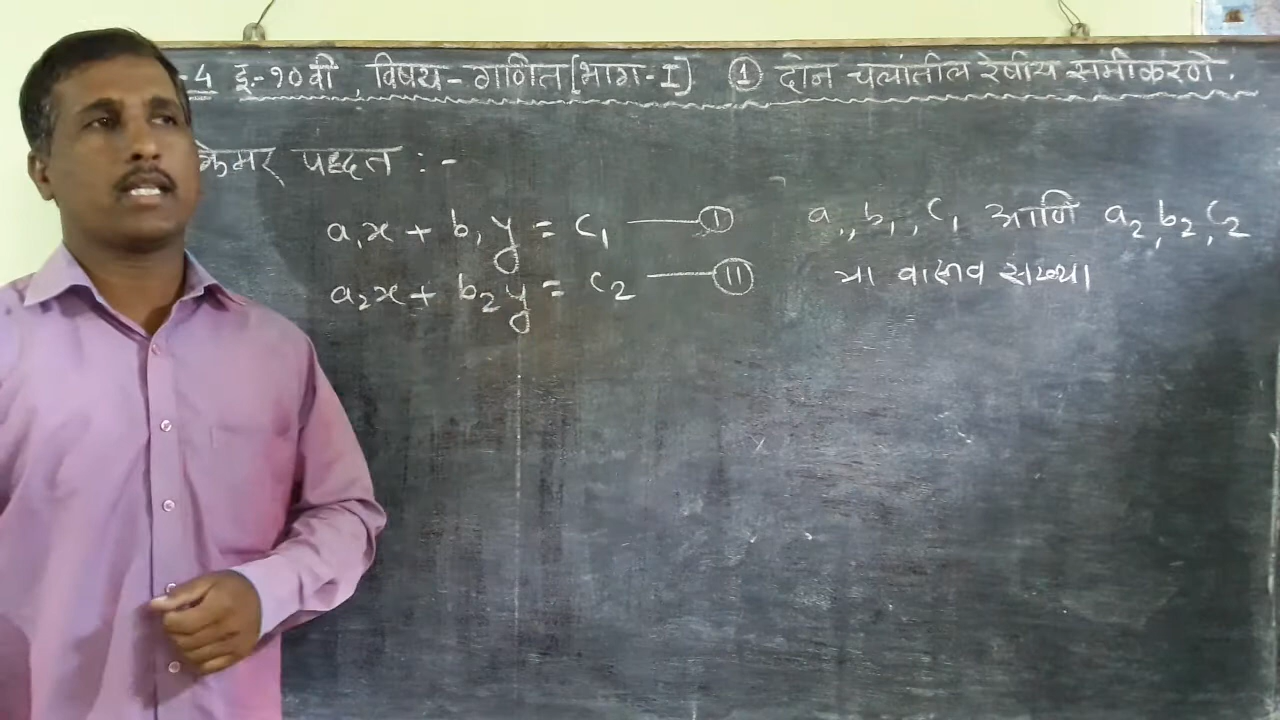 -4 इ.-१०वी , विषय - गणित [भाग-I] ① दोन चलांतील रेषीय समीकरणे .
क्रेमर पद्धत :-
a₁x + b₁y = c₁ —— Ⓘ
a₂x + b₂y = c₂ —— (II)
a₁, b₁, c₁ आणि a₂, b₂, c₂
या वास्तव संख्या